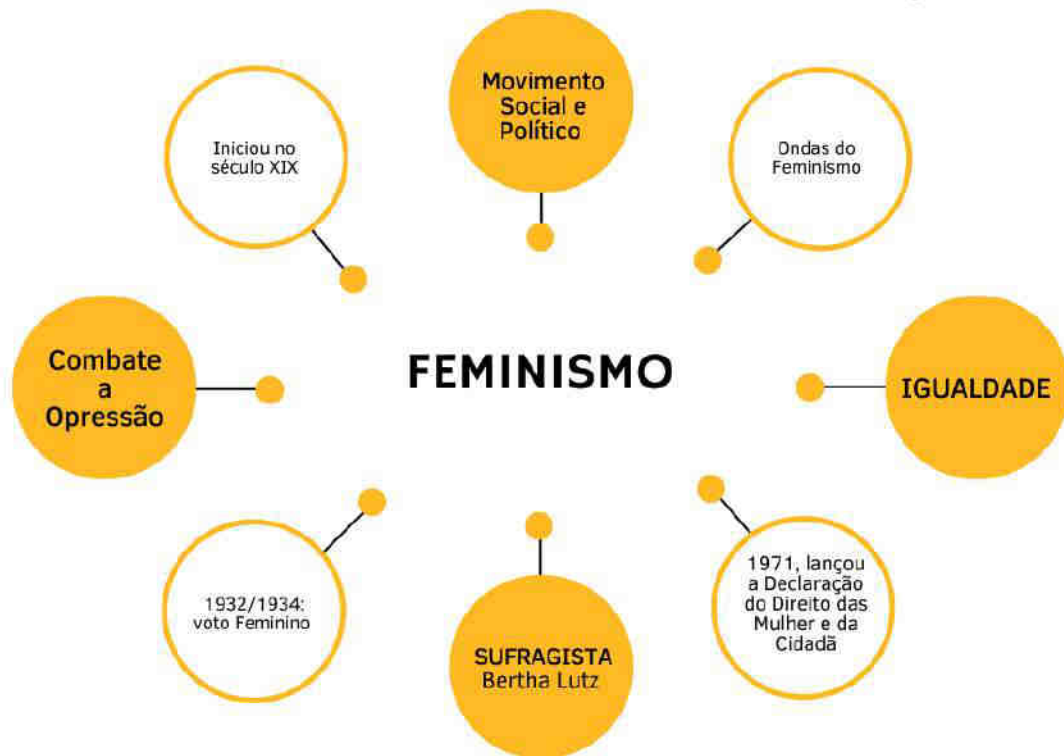 Movimento
Social e
Político
Iniciou no
século XIX
Ondas do
Feminismo
Combate
a
Opressão
FEMINISMO
IGUALDADE
1932/1934:
voto Feminino
SUFRAGISTA
Bertha Lutz
1971, lançou
a Declaração
do Direito das
Mulher e da
Cidadã